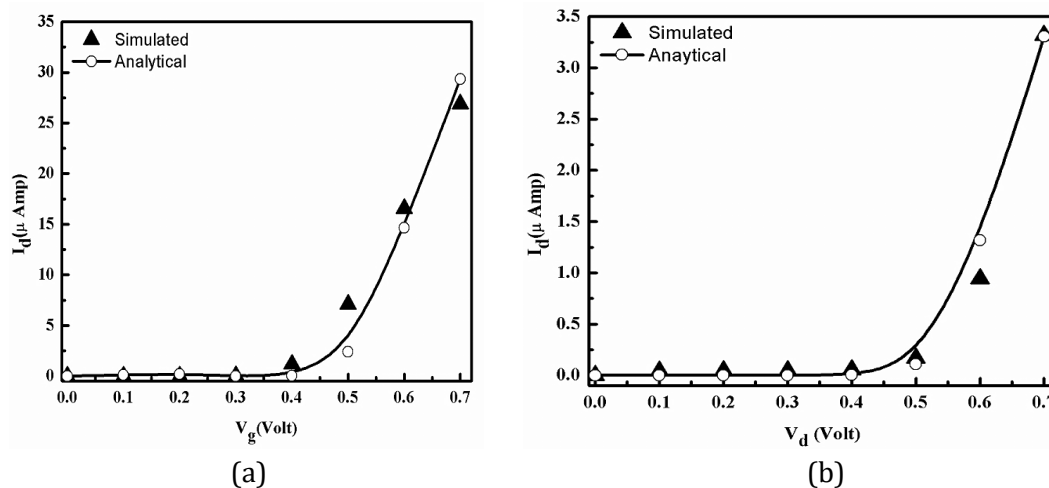 35
30
25
20
15
10
5
0
I_d(μ Amp)
Simulated
Analytical
0.0 0.1 0.2 0.3 0.4 0.5 0.6 0.7
V_g(Volt)
(a)
3.5
3.0
2.5
2.0
1.5
1.0
0.5
0.0
I_d(μ Amp)
Simulated
Anaytical
0.0 0.1 0.2 0.3 0.4 0.5 0.6 0.7
V_d (Volt)
(b)